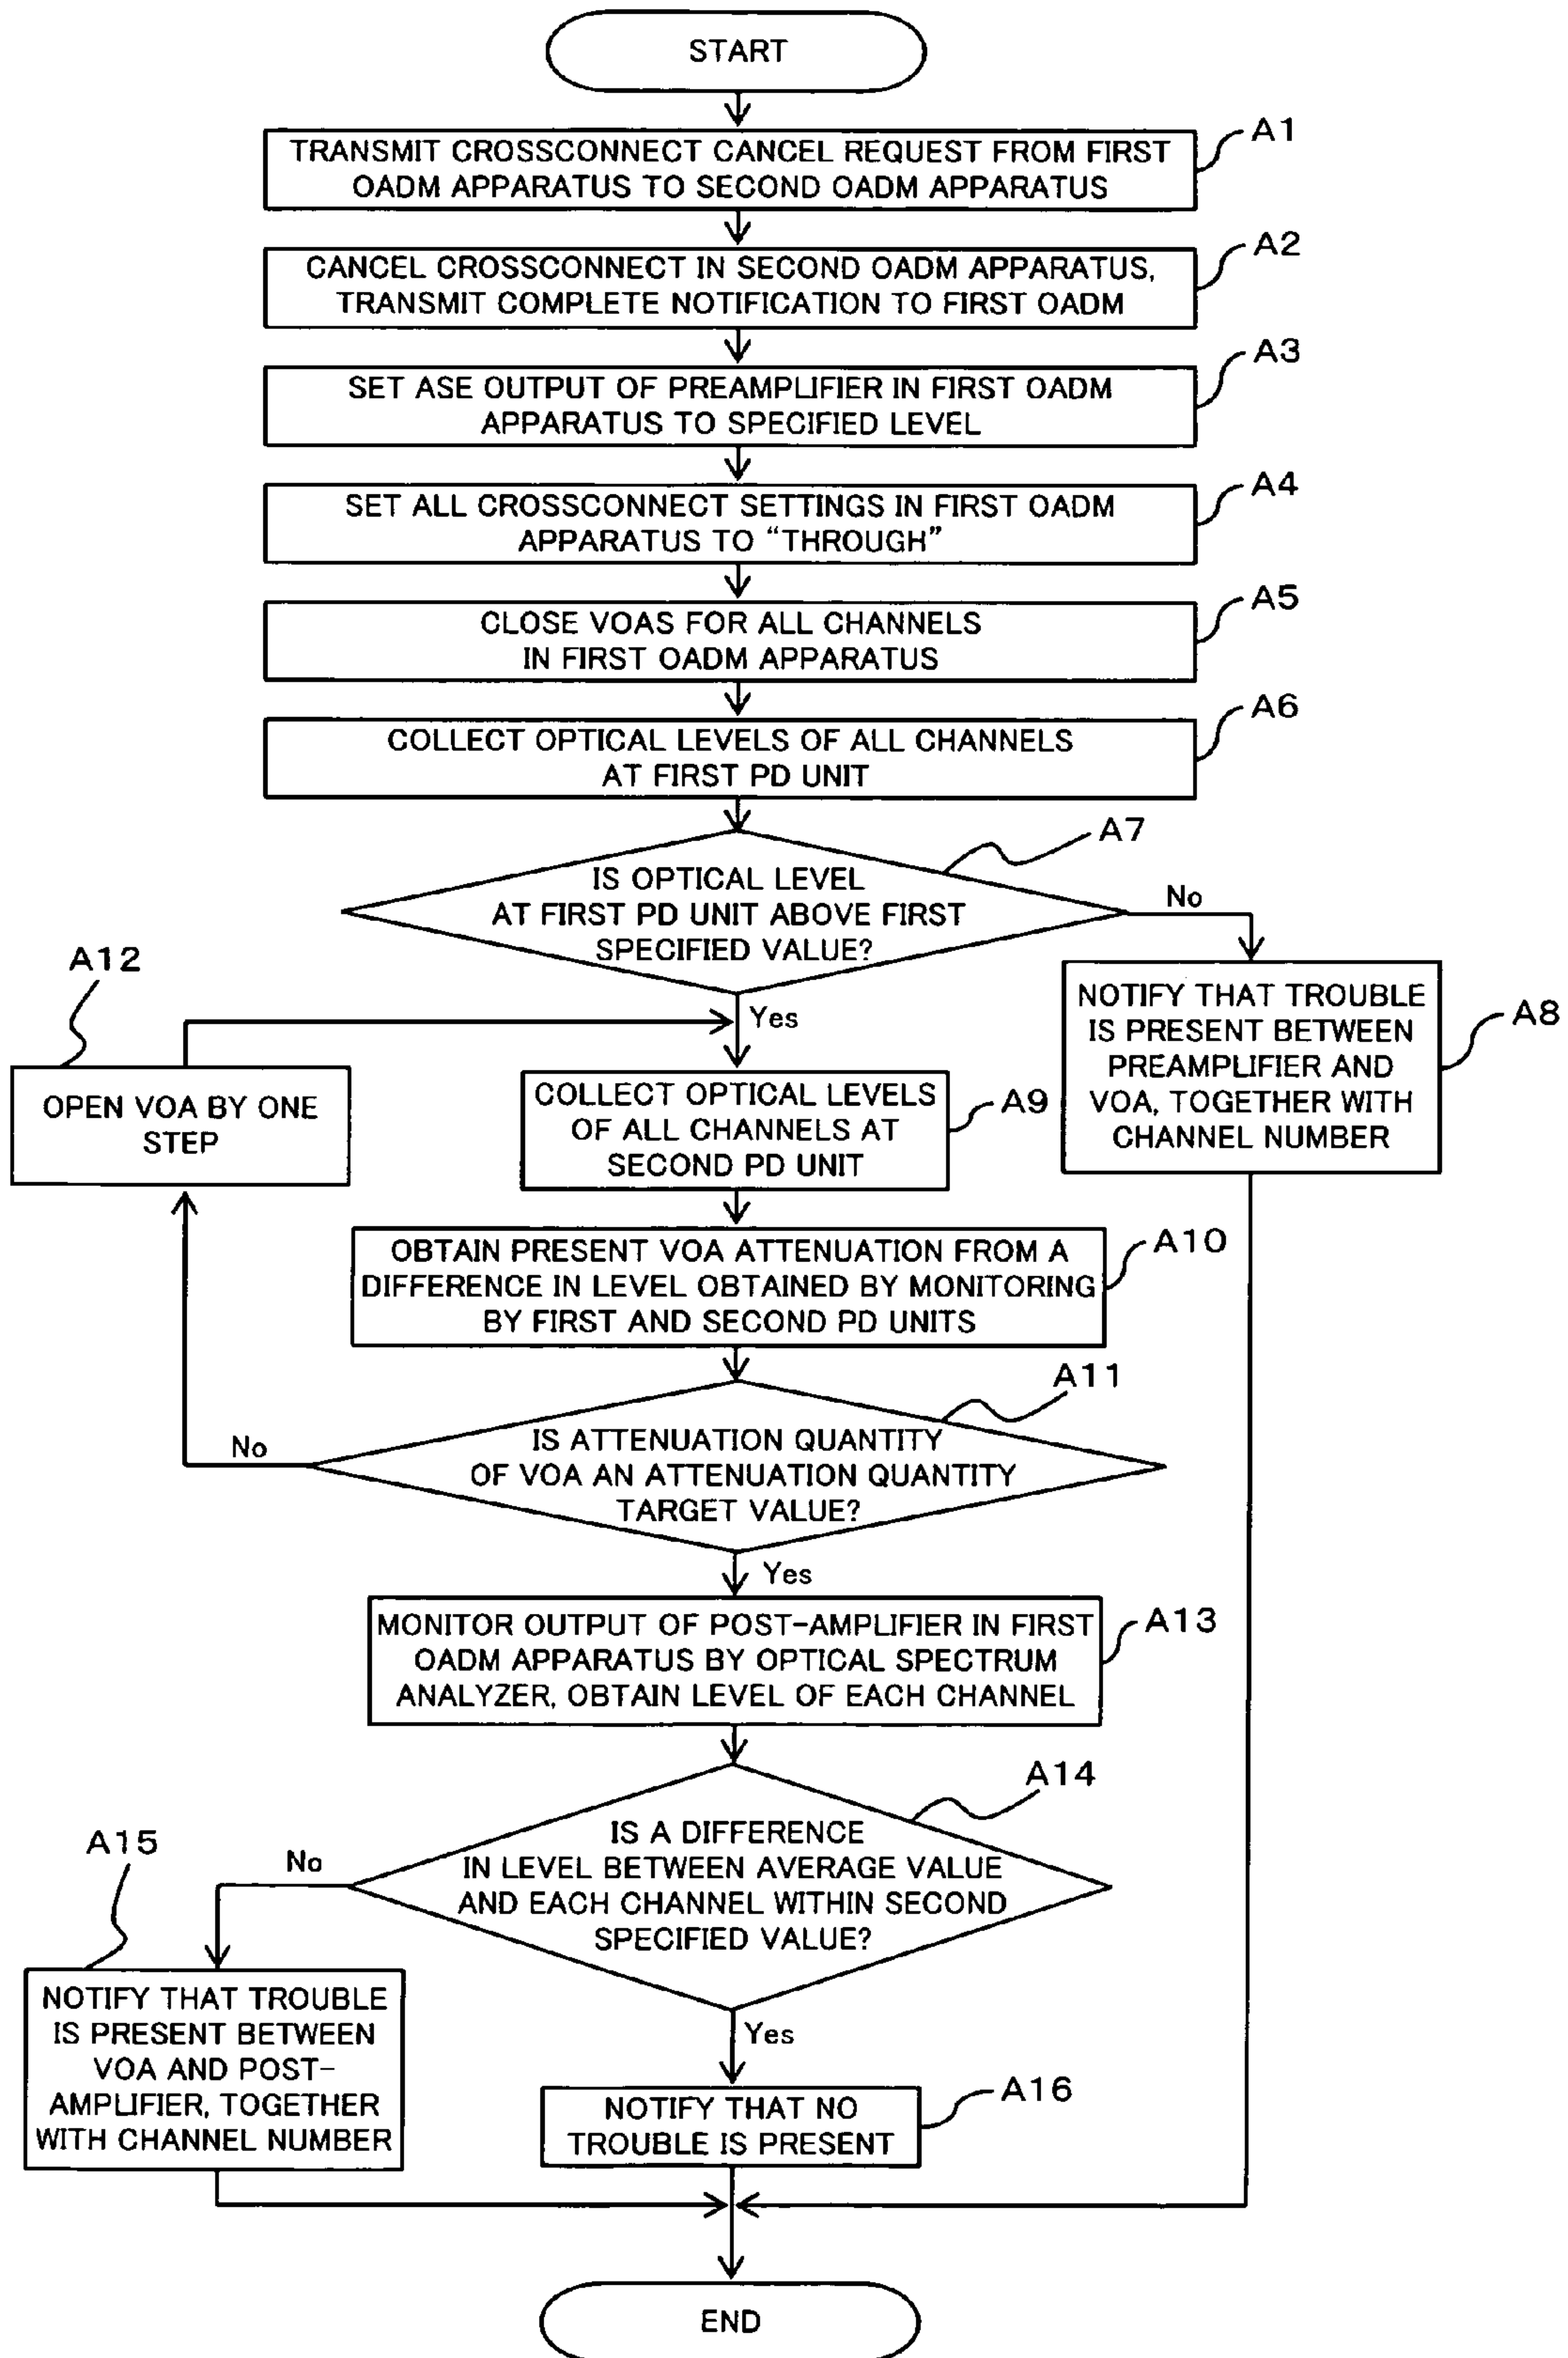 START
A1
TRANSMIT CROSSCONNECT CANCEL REQUEST FROM FIRST
OADM APPARATUS TO SECOND OADM APPARATUS
A2
CANCEL CROSSCONNECT IN SECOND OADM APPARATUS,
TRANSMIT COMPLETE NOTIFICATION TO FIRST OADM
A3
SET ASE OUTPUT OF PREAMPLIFIER IN FIRST OADM
APPARATUS TO SPECIFIED LEVEL
A4
SET ALL CROSSCONNECT SETTINGS IN FIRST OADM
APPARATUS TO “THROUGH”
A5
CLOSE VOAS FOR ALL CHANNELS
IN FIRST OADM APPARATUS
A6
COLLECT OPTICAL LEVELS OF ALL CHANNELS
AT FIRST PD UNIT
A7
IS OPTICAL LEVEL
AT FIRST PD UNIT ABOVE FIRST
SPECIFIED VALUE?
No
Yes
A8
NOTIFY THAT TROUBLE
IS PRESENT BETWEEN
PREAMPLIFIER AND
VOA, TOGETHER WITH
CHANNEL NUMBER
A12
OPEN VOA BY ONE
STEP
A9
COLLECT OPTICAL LEVELS
OF ALL CHANNELS AT
SECOND PD UNIT
A10
OBTAIN PRESENT VOA ATTENUATION FROM A
DIFFERENCE IN LEVEL OBTAINED BY MONITORING
BY FIRST AND SECOND PD UNITS
A11
IS ATTENUATION QUANTITY
OF VOA AN ATTENUATION QUANTITY
TARGET VALUE?
No
Yes
A13
MONITOR OUTPUT OF POST-AMPLIFIER IN FIRST
OADM APPARATUS BY OPTICAL SPECTRUM
ANALYZER, OBTAIN LEVEL OF EACH CHANNEL
A14
IS A DIFFERENCE
IN LEVEL BETWEEN AVERAGE VALUE
AND EACH CHANNEL WITHIN SECOND
SPECIFIED VALUE?
No
Yes
A15
NOTIFY THAT TROUBLE
IS PRESENT BETWEEN
VOA AND POST-
AMPLIFIER, TOGETHER
WITH CHANNEL NUMBER
A16
NOTIFY THAT NO
TROUBLE IS PRESENT
END